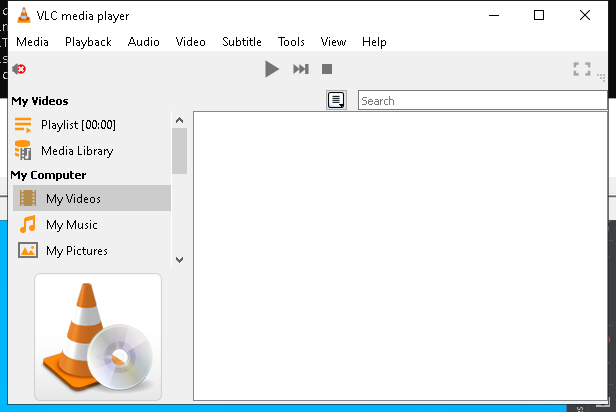 VLC media player
Media Playback Audio Video Subtitle Tools View Help
My Videos
Search
Playlist [00:00]
Media Library
My Computer
My Videos
My Music
My Pictures